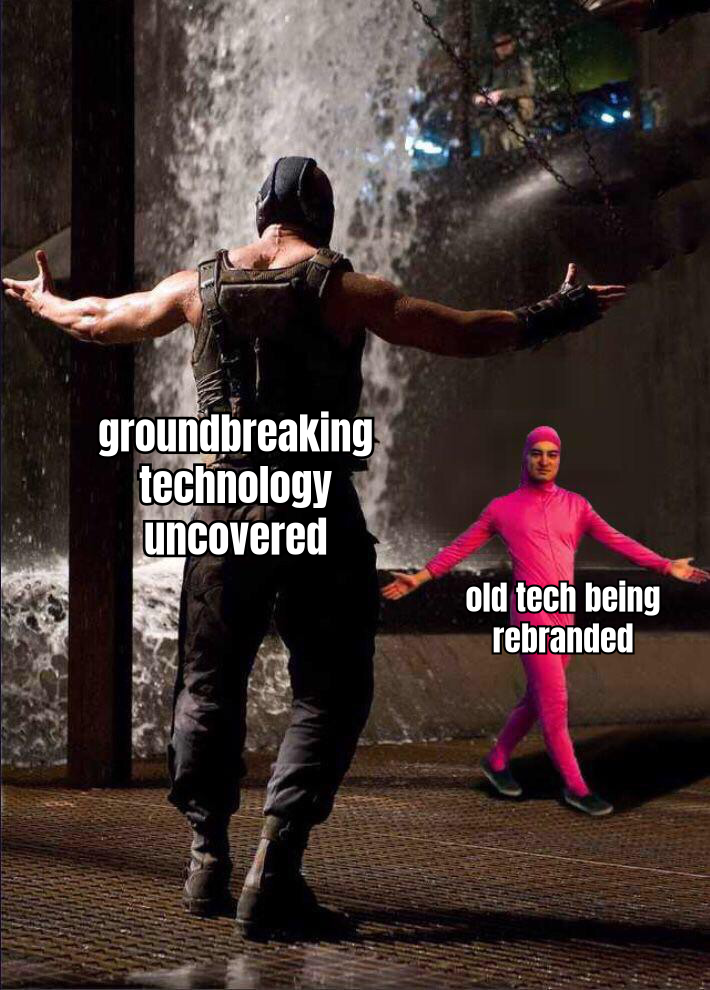 groundbreaking
technology
uncovered
old tech being
rebranded